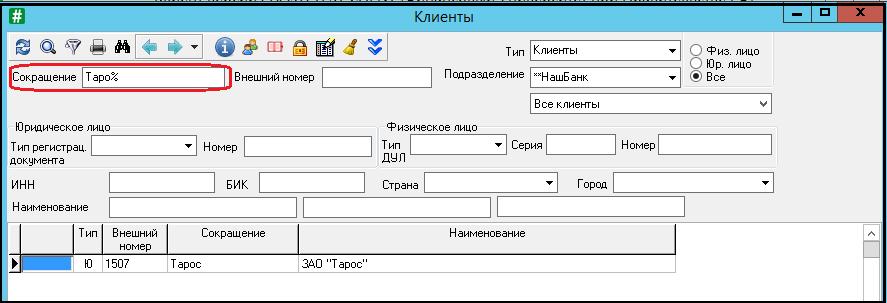 Клиенты
Тип Клиенты
Физ. лицо
Юр. лицо
Все
Сокращение Таро% Внешний номер Подразделение **НашБанк
Все клиенты
Юридическое лицо
Физическое лицо
Тип регистрац. документа Номер
Тип ДУЛ Серия Номер
ИНН БИК Страна Город
Наименование
Тип Внешний номер Сокращение Наименование
Ю 1507 Тарос ЗАО "Тарос"